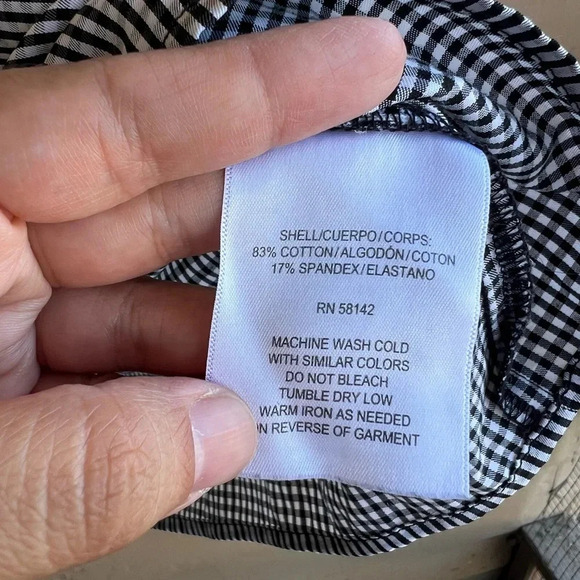 SHELL/CUERPO/CORPS:
83% COTTON/ALGODÓN/COTON
17% SPANDEX/ELASTANO
RN 58142
MACHINE WASH COLD
WITH SIMILAR COLORS
DO NOT BLEACH
TUMBLE DRY LOW
WARM IRON AS NEEDED
ON REVERSE OF GARMENT